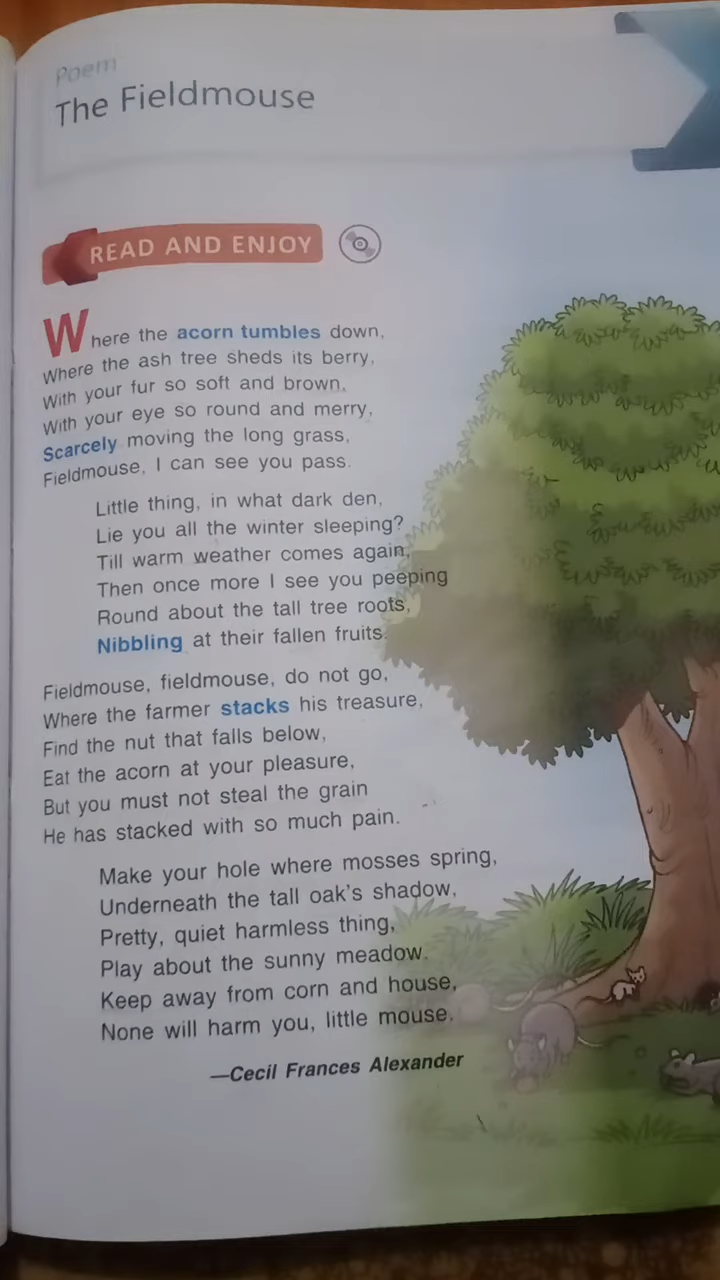 Poem
The Fieldmouse
READ AND ENJOY
Where the acorn tumbles down,
Where the ash tree sheds its berry,
With your fur so soft and brown,
With your eye so round and merry,
Scarcely moving the long grass,
Fieldmouse, I can see you pass.
Little thing, in what dark den,
Lie you all the winter sleeping?
Till warm weather comes again,
Then once more I see you peeping
Round about the tall tree roots,
Nibbling at their fallen fruits.
Fieldmouse, fieldmouse, do not go,
Where the farmer stacks his treasure,
Find the nut that falls below,
Eat the acorn at your pleasure,
But you must not steal the grain
He has stacked with so much pain.
Make your hole where mosses spring,
Underneath the tall oak's shadow,
Pretty, quiet harmless thing,
Play about the sunny meadow.
Keep away from corn and house,
None will harm you, little mouse.
—Cecil Frances Alexander